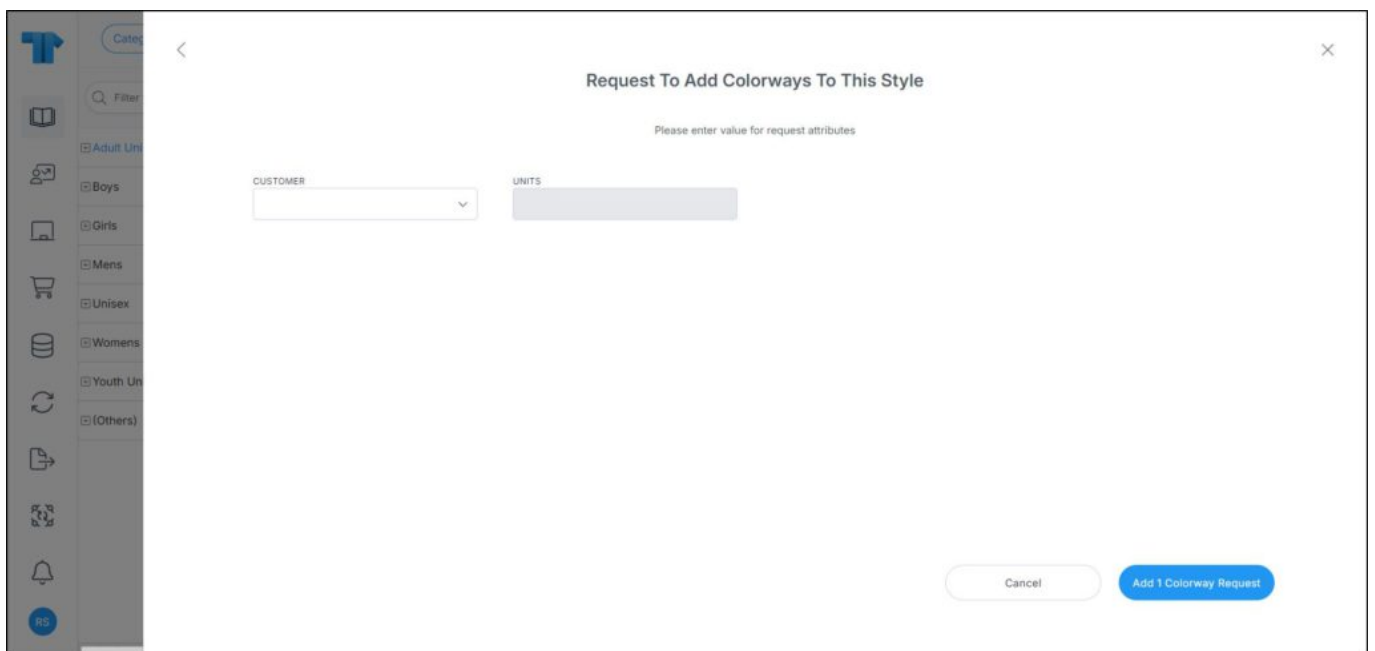 Categ
Request To Add Colorways To This Style
Filter
Please enter value for request attributes
Adult Uni
Boys
CUSTOMER
UNITS
Girls
Mens
Unisex
Womens
Youth Un
(Others)
Cancel
Add 1 Colorway Request
RS